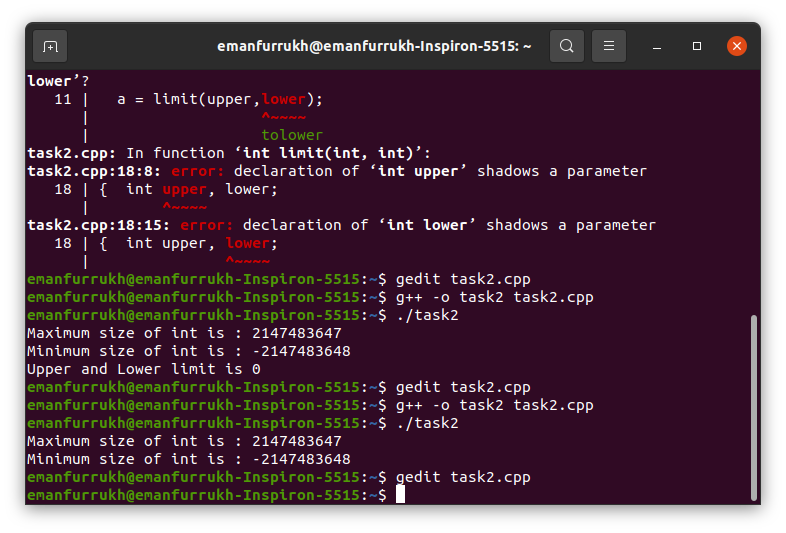 emanfurrukh@emanfurrukh-Inspiron-5515: ~
lower’?
   11 |   a = limit(upper,lower);
      |                   ^~~~~
      |                   tolower
task2.cpp: In function ‘int limit(int, int)’:
task2.cpp:18:8: error: declaration of ‘int upper’ shadows a parameter
   18 | {  int upper, lower;
      |        ^~~~~
task2.cpp:18:15: error: declaration of ‘int lower’ shadows a parameter
   18 | {  int upper, lower;
      |               ^~~~~
emanfurrukh@emanfurrukh-Inspiron-5515:~$ gedit task2.cpp
emanfurrukh@emanfurrukh-Inspiron-5515:~$ g++ -o task2 task2.cpp
emanfurrukh@emanfurrukh-Inspiron-5515:~$ ./task2
Maximum size of int is : 2147483647
Minimum size of int is : -2147483648
Upper and Lower limit is 0
emanfurrukh@emanfurrukh-Inspiron-5515:~$ gedit task2.cpp
emanfurrukh@emanfurrukh-Inspiron-5515:~$ g++ -o task2 task2.cpp
emanfurrukh@emanfurrukh-Inspiron-5515:~$ ./task2
Maximum size of int is : 2147483647
Minimum size of int is : -2147483648
emanfurrukh@emanfurrukh-Inspiron-5515:~$ gedit task2.cpp
emanfurrukh@emanfurrukh-Inspiron-5515:~$